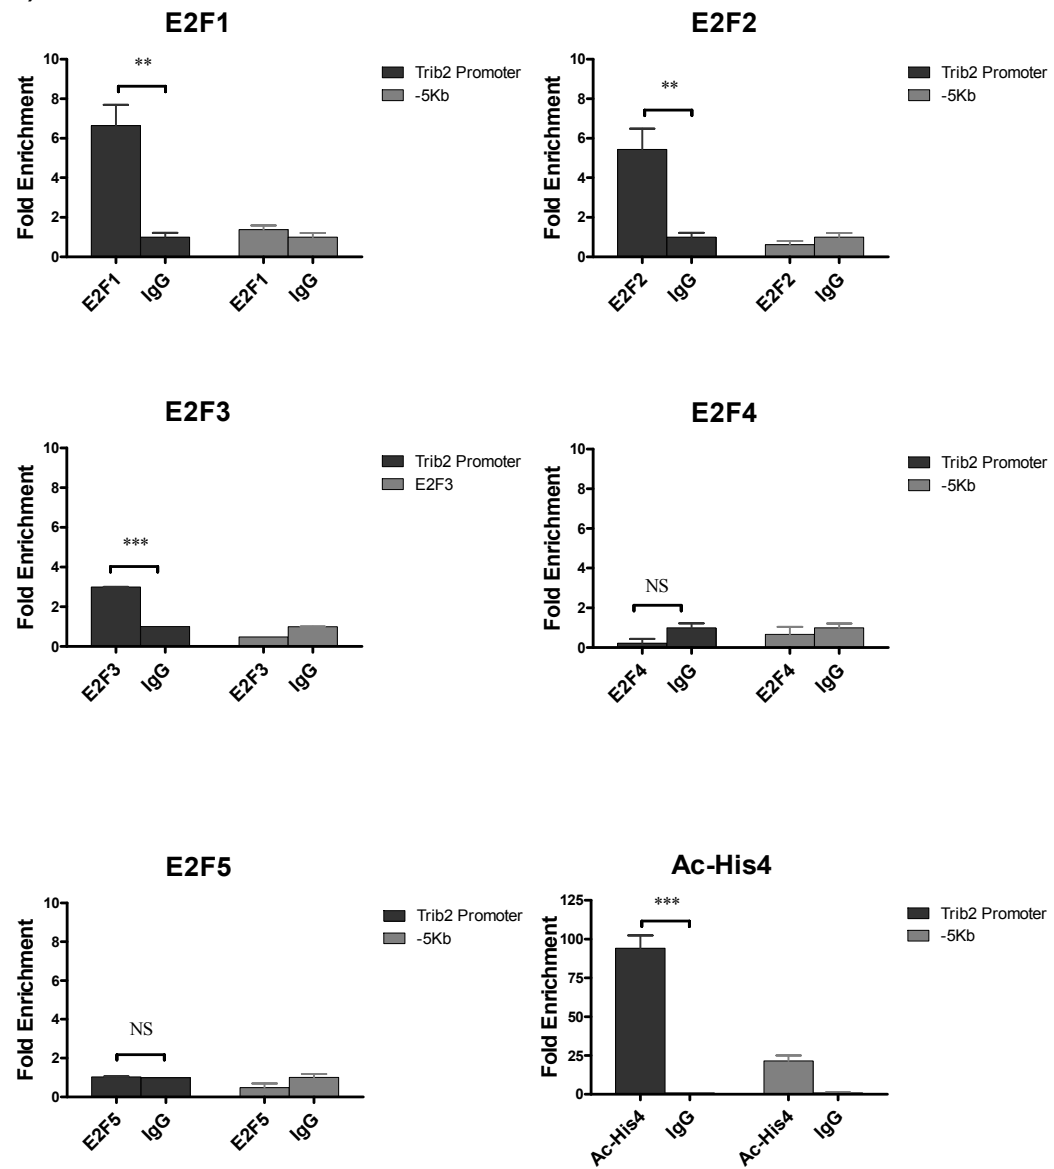 E2F1
Fold Enrichment
10
8
6
4
2
0
**
E2F1
IgG
E2F1
IgG
Trib2 Promoter
-5Kb
E2F2
Fold Enrichment
10
8
6
4
2
0
**
E2F2
IgG
E2F2
IgG
Trib2 Promoter
-5Kb
E2F3
Fold Enrichment
10
8
6
4
2
0
***
E2F3
IgG
E2F3
IgG
Trib2 Promoter
E2F3
E2F4
Fold Enrichment
10
8
6
4
2
0
NS
E2F4
IgG
E2F4
IgG
Trib2 Promoter
-5Kb
E2F5
Fold Enrichment
10
8
6
4
2
0
NS
E2F5
IgG
E2F5
IgG
Trib2 Promoter
-5Kb
Ac-His4
Fold Enrichment
125
100
75
50
25
0
***
Ac-His4
IgG
Ac-His4
IgG
Trib2 Promoter
-5Kb